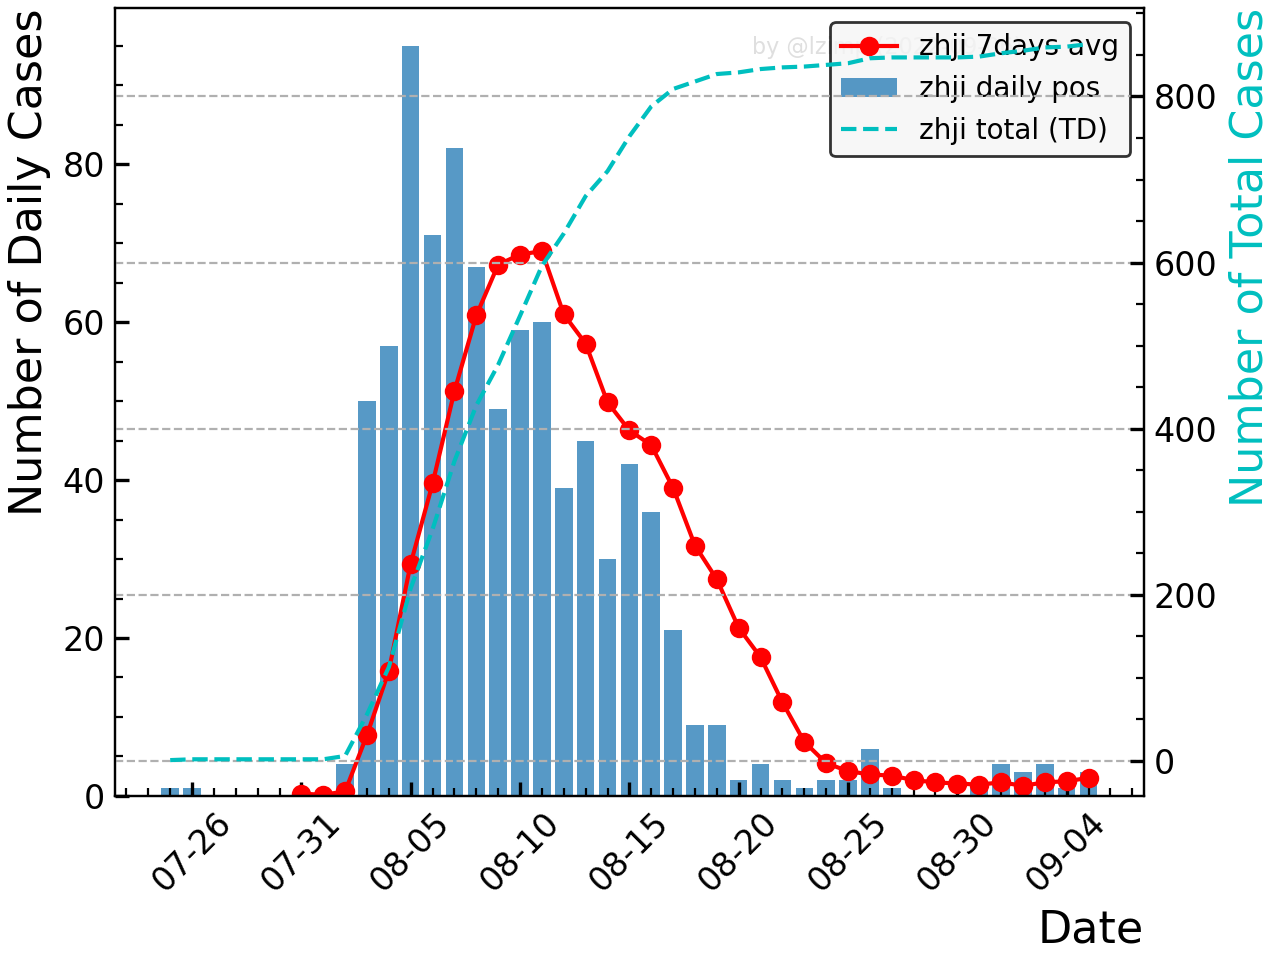 Number of Daily Cases
80
60
40
20
0
by @lz
zhji 7days avg
zhji daily pos
zhji total (TD)
800
600
400
200
0
Number of Total Cases
07-26
07-31
08-05
08-10
08-15
08-20
08-25
08-30
09-04
Date